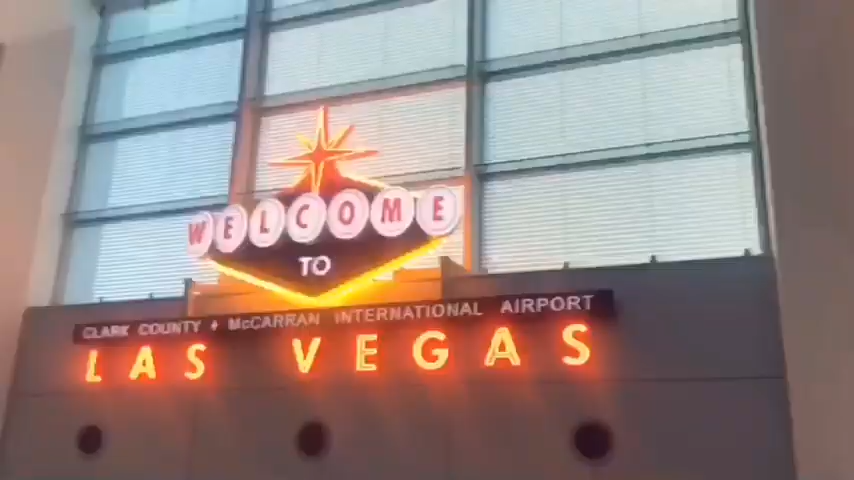 WELCOME
TO
CLARK COUNTY ♦ McCARRAN INTERNATIONAL AIRPORT
LAS VEGAS